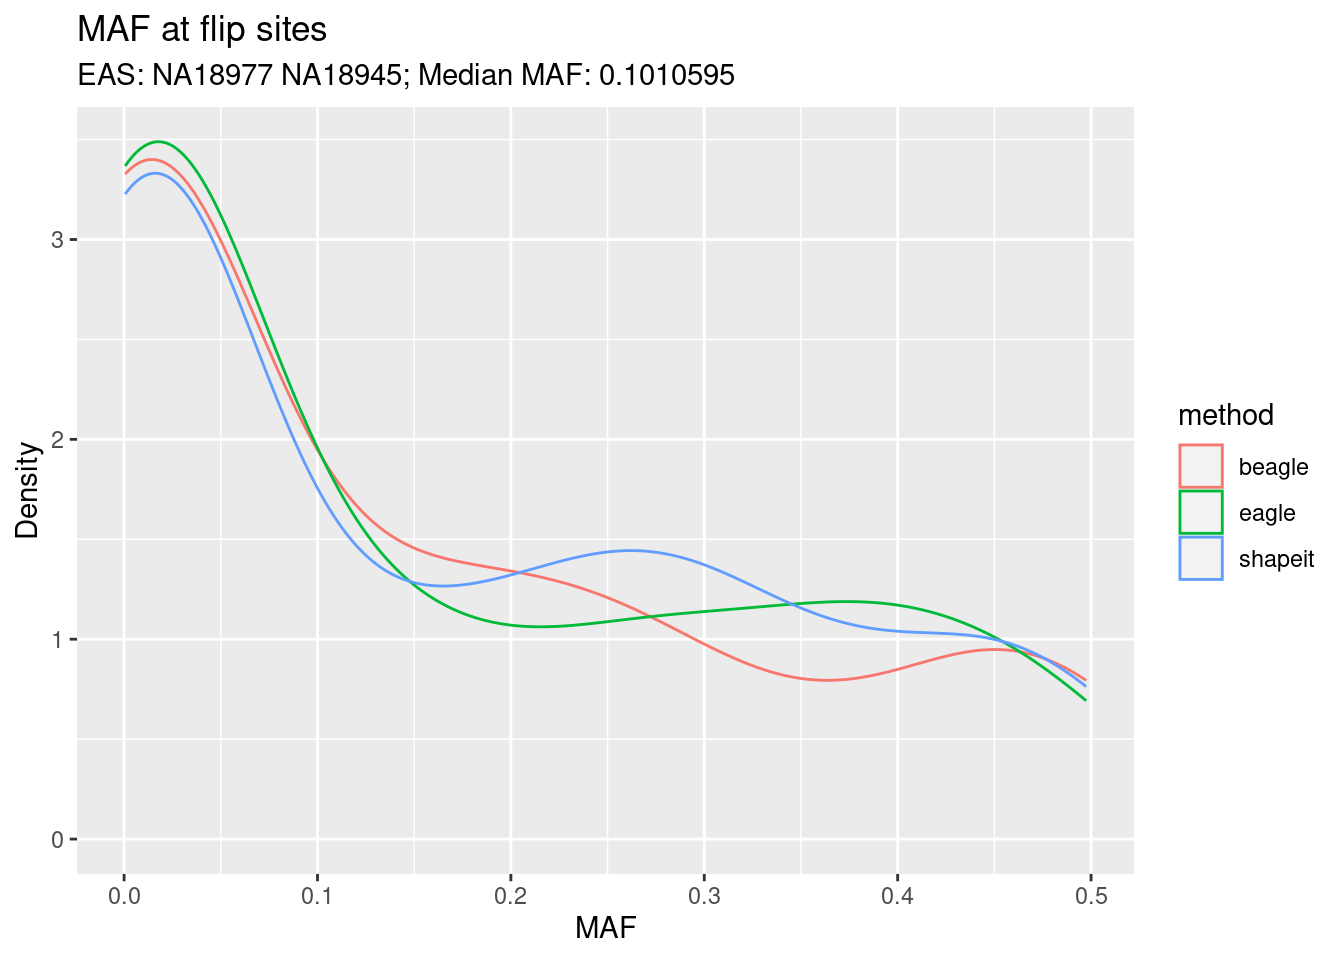 MAF at flip sites
EAS: NA18977 NA18945; Median MAF: 0.1010595
Density
3
2
1
0
0.0 0.1 0.2 0.3 0.4 0.5
MAF
method
beagle
eagle
shapeit